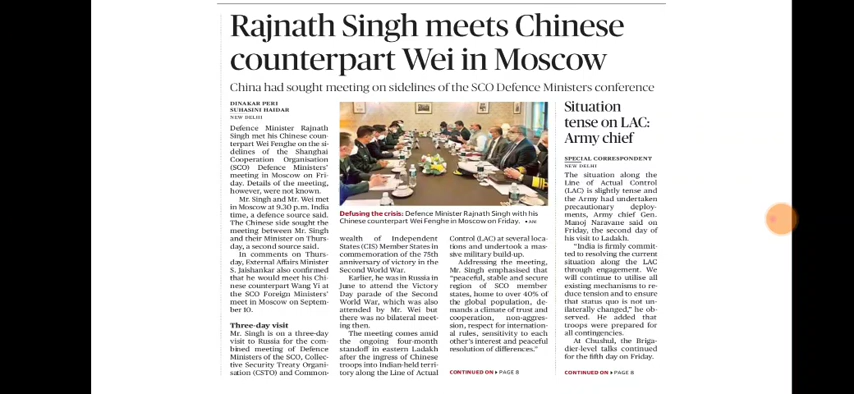 Rajnath Singh meets Chinese
counterpart Wei in Moscow
China had sought meeting on sidelines of the SCO Defence Ministers conference
DINAKAR PERI
SUHASINI HAIDAR
NEW DELHI
Defence Minister Rajnath
Singh met his Chinese coun-
terpart Wei Fenghe on the si-
delines of the Shanghai
Cooperation Organisation
(SCO) Defence Ministers'
meeting in Moscow on Fri-
day. Details of the meeting,
however, were not known.
Mr. Singh and Mr. Wei met
in Moscow at 9.30 p.m. India
time, a defence source said.
The Chinese side sought the
meeting between Mr. Singh
and their Minister on Thurs-
day, a second source said.
In comments on Thurs-
day, External Affairs Minister
S. Jaishankar also confirmed
that he would meet his Chi-
nese counterpart Wang Yi at
the SCO Foreign Ministers'
meet in Moscow on Septem-
ber 10.
Three-day visit
Mr. Singh is on a three-day
visit to Russia for the com-
bined meeting of Defence
Ministers of the SCO, Collec-
tive Security Treaty Organi-
sation (CSTO) and Common-
Defusing the crisis: Defence Minister Rajnath Singh with his
Chinese counterpart Wei Fenghe in Moscow on Friday. • ANI
wealth of Independent
States (CIS) Member States in
commemoration of the 75th
anniversary of victory in the
Second World War.
Earlier, he was in Russia in
June to attend the Victory
Day parade of the Second
World War, which was also
attended by Mr. Wei but
there was no bilateral meet-
ing then.
The meeting comes amid
the ongoing four-month
standoff in eastern Ladakh
after the ingress of Chinese
troops into Indian-held terri-
tory along the Line of Actual
Control (LAC) at several loca-
tions and undertook a mas-
sive military build-up.
Addressing the meeting,
Mr. Singh emphasised that
"peaceful, stable and secure
region of SCO member
states, home to over 40% of
the global population, de-
mands a climate of trust and
cooperation, non-aggres-
sion, respect for internation-
al rules, sensitivity to each
other's interest and peaceful
resolution of differences."
CONTINUED ON ▸ PAGE 8
Situation
tense on LAC:
Army chief
SPECIAL CORRESPONDENT
NEW DELHI
The situation along the
Line of Actual Control
(LAC) is slightly tense and
the Army had undertaken
precautionary deploy-
ments, Army chief Gen.
Manoj Naravane said on
Friday, the second day of
his visit to Ladakh.
"India is firmly commit-
ted to resolving the current
situation along the LAC
through engagement. We
will continue to utilise all
existing mechanisms to re-
duce tension and to ensure
that status quo is not uni-
laterally changed," he ob-
served. He added that
troops were prepared for
all contingencies.
At Chushul, the Briga-
dier-level talks continued
for the fifth day on Friday.
CONTINUED ON ▸ PAGE 8